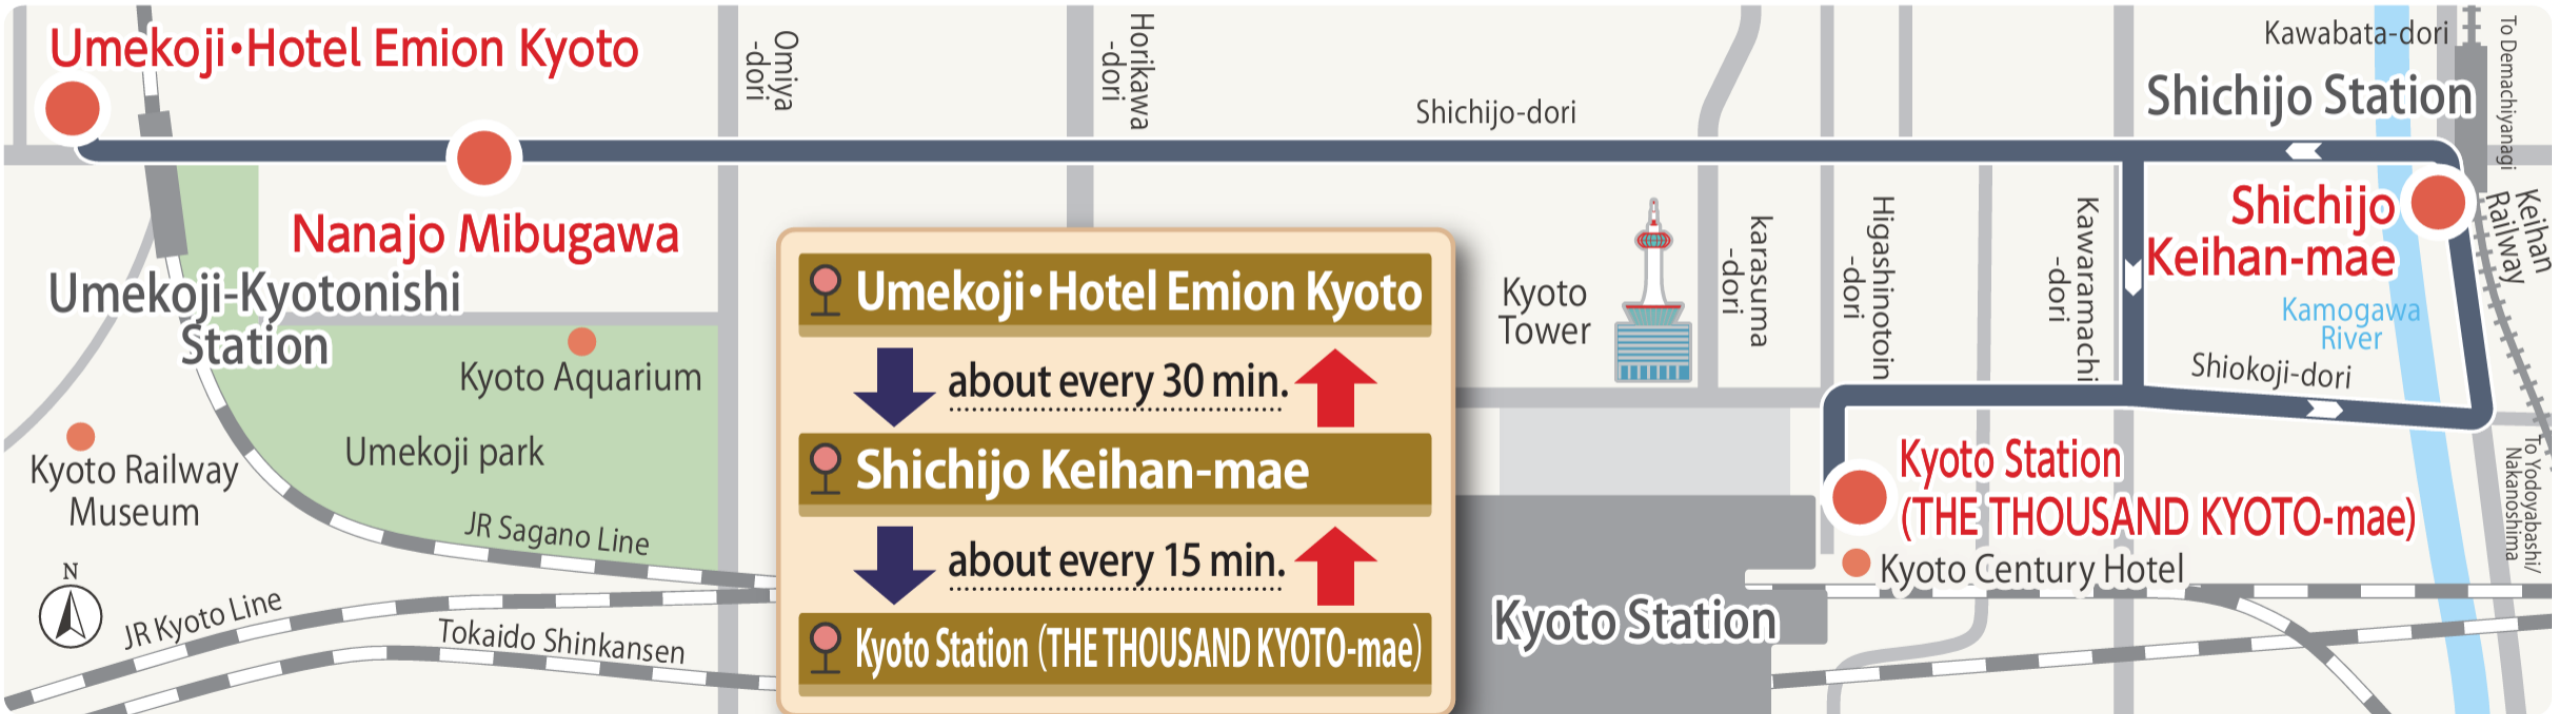 Umekoji・Hotel Emion Kyoto
Omiya
-dori
Horikawa
-dori
Shichijo-dori
Kawabata-dori
Shichijo Station
To Demachiyanagi
Nanajo Mibugawa
Umekoji-Kyotonishi
Station
Kyoto Aquarium
Umekoji park
Kyoto Railway
Museum
JR Sagano Line
N
JR Kyoto Line
Tokaido Shinkansen
Umekoji・Hotel Emion Kyoto
about every 30 min.
Shichijo Keihan-mae
about every 15 min.
Kyoto Station (THE THOUSAND KYOTO-mae)
Kyoto
Tower
karasuma
-dori
Higashinotoin
-dori
Kawaramachi
-dori
Shichijo
Keihan-mae
Keihan
Railway
Kamogawa
River
Shiokoji-dori
Kyoto Station
(THE THOUSAND KYOTO-mae)
Kyoto Century Hotel
Kyoto Station
To Yodoyabashi/
Nakanoshima